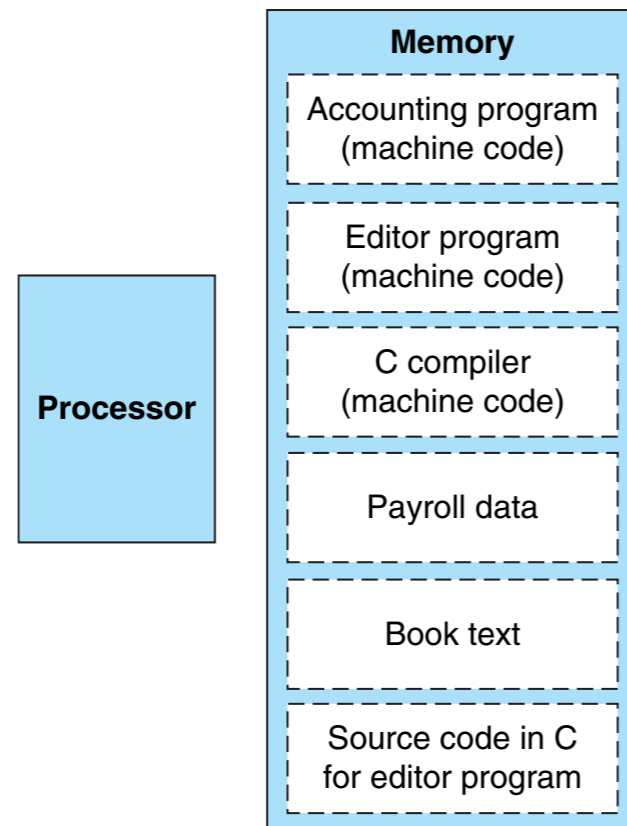 Memory
Accounting program
(machine code)
Editor program
(machine code)
Processor
C compiler
(machine code)
Payroll data
Book text
Source code in C
for editor program